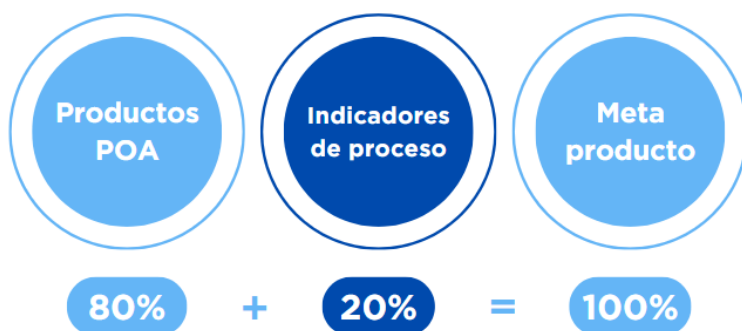 Productos
POA
Indicadores
de proceso
Meta
producto
80% + 20% = 100%